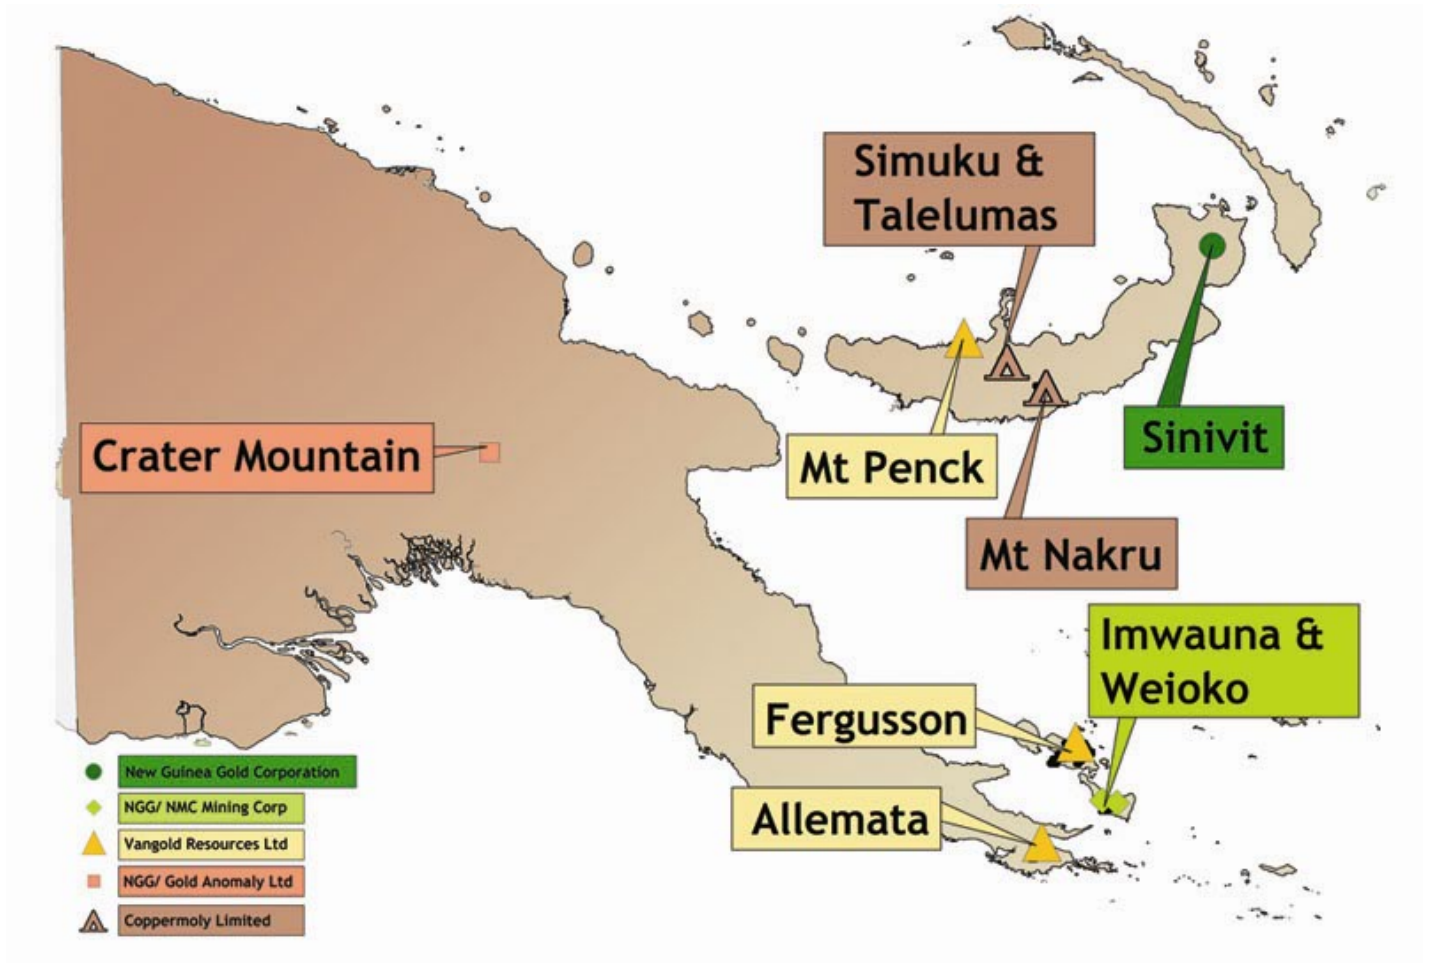 Simuku &
Talelumas
Crater Mountain
Mt Penck
Sinivit
Mt Nakru
Imwauna &
Weioko
Fergusson
Allemata
New Guinea Gold Corporation
NGG/ NMC Mining Corp
Vangold Resources Ltd
NGG/ Gold Anomaly Ltd
Coppermoly Limited